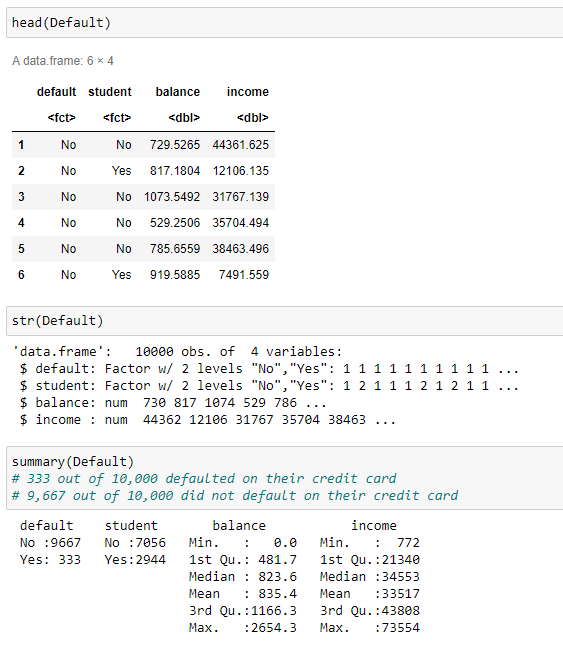 head(Default)
A data.frame: 6 × 4
default student balance income
<fct> <fct> <dbl> <dbl>
1 No No 729.5265 44361.625
2 No Yes 817.1804 12106.135
3 No No 1073.5492 31767.139
4 No No 529.2506 35704.494
5 No No 785.6559 38463.496
6 No Yes 919.5885 7491.559
str(Default)
'data.frame':   10000 obs. of  4 variables:
 $ default: Factor w/ 2 levels "No","Yes": 1 1 1 1 1 1 1 1 1 1 ...
 $ student: Factor w/ 2 levels "No","Yes": 1 2 1 1 1 2 1 2 1 1 ...
 $ balance: num  730 817 1074 529 786 ...
 $ income : num  44362 12106 31767 35704 38463 ...
summary(Default)
# 333 out of 10,000 defaulted on their credit card
# 9,667 out of 10,000 did not default on their credit card
 default    student       balance           income
 No :9667   No :7056   Min.   :   0.0   Min.   :  772
 Yes: 333   Yes:2944   1st Qu.: 481.7   1st Qu.:21340
                       Median : 823.6   Median :34553
                       Mean   : 835.4   Mean   :33517
                       3rd Qu.:1166.3   3rd Qu.:43808
                       Max.   :2654.3   Max.   :73554